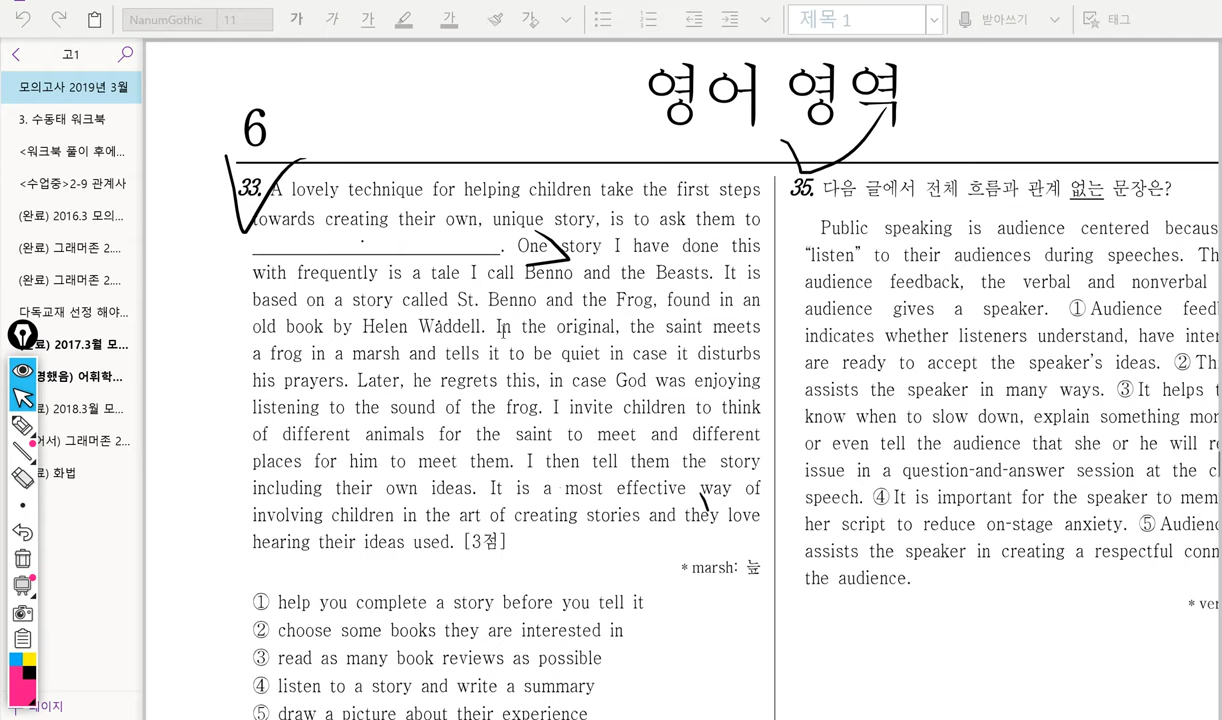 NanumGothic 11 가 가 가 가 가 제목 1 받아쓰기 태그
고1
모의고사 2019년 3월
3. 수동태 워크북
<워크북 풀이 후에...
<수업중>2-9 관계사
(완료) 2016.3 모의...
(완료) 그래머존 2....
(완료) 그래머존 2....
다독교재 선정 해야...
료) 2017.3월 모...
명했음) 어휘학...
료) 2018.3월 모...
어서) 그래머존 2...
료) 화법
페이지
영어 영역
6
33. A lovely technique for helping children take the first steps
towards creating their own, unique story, is to ask them to
. One story I have done this
with frequently is a tale I call Benno and the Beasts. It is
based on a story called St. Benno and the Frog, found in an
old book by Helen Waddell. In the original, the saint meets
a frog in a marsh and tells it to be quiet in case it disturbs
his prayers. Later, he regrets this, in case God was enjoying
listening to the sound of the frog. I invite children to think
of different animals for the saint to meet and different
places for him to meet them. I then tell them the story
including their own ideas. It is a most effective way of
involving children in the art of creating stories and they love
hearing their ideas used. [3점]
* marsh: 늪
① help you complete a story before you tell it
② choose some books they are interested in
③ read as many book reviews as possible
④ listen to a story and write a summary
⑤ draw a picture about their experience
35. 다음 글에서 전체 흐름과 관계 없는 문장은?
Public speaking is audience centered becaus
“listen” to their audiences during speeches. Th
audience feedback, the verbal and nonverbal
audience gives a speaker. ① Audience feed
indicates whether listeners understand, have inter
are ready to accept the speaker's ideas. ② Th
assists the speaker in many ways. ③ It helps t
know when to slow down, explain something mor
or even tell the audience that she or he will re
issue in a question-and-answer session at the c
speech. ④ It is important for the speaker to mem
her script to reduce on-stage anxiety. ⑤ Audienc
assists the speaker in creating a respectful conn
the audience.
* ver